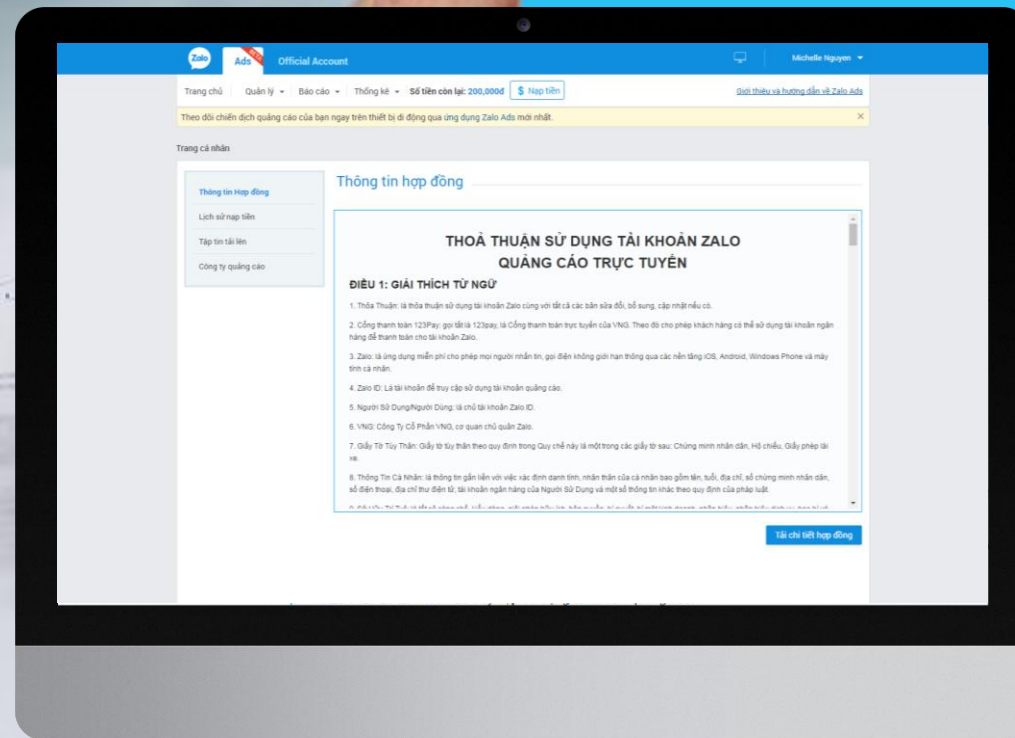 Zalo
Ads
BETA
Official Account
Michelle Nguyen
Trang chủ
Quản lý
Báo cáo
Thống kê
Số tiền còn lại: 200,000đ
$ Nạp tiền
Giới thiệu và hướng dẫn về Zalo Ads
Theo dõi chiến dịch quảng cáo của bạn ngay trên thiết bị di động qua ứng dụng Zalo Ads mới nhất.
Trang cá nhân
Thông tin Hợp đồng
Lịch sử nạp tiền
Tập tin tải lên
Công ty quảng cáo
Thông tin hợp đồng
THOẢ THUẬN SỬ DỤNG TÀI KHOẢN ZALO
QUẢNG CÁO TRỰC TUYẾN
ĐIỀU 1: GIẢI THÍCH TỪ NGỮ
1. Thỏa Thuận: là thỏa thuận sử dụng tài khoản Zalo cùng với tất cả các bản sửa đổi, bổ sung, cập nhật nếu có.
2. Cổng thanh toán 123Pay: gọi tắt là 123pay, là Cổng thanh toán trực tuyến của VNG. Theo đó cho phép khách hàng có thể sử dụng tài khoản ngân
hàng để thanh toán cho tài khoản Zalo.
3. Zalo: là ứng dụng miễn phí cho phép mọi người nhắn tin, gọi điện không giới hạn thông qua các nền tảng iOS, Android, Windows Phone và máy
tính cá nhân.
4. Zalo ID: Là tài khoản để truy cập sử dụng tài khoản quảng cáo.
5. Người Sử Dụng/Người Dùng: là chủ tài khoản Zalo ID.
6. VNG: Công Ty Cổ Phần VNG, cơ quan chủ quản Zalo.
7. Giấy Tờ Tùy Thân: Giấy tờ tùy thân theo quy định trong Quy chế này là một trong các giấy tờ sau: Chứng minh nhân dân, Hộ chiếu, Giấy phép lái
xe.
8. Thông Tin Cá Nhân: là thông tin gắn liền với việc xác định danh tính, nhân thân của cá nhân bao gồm tên, tuổi, địa chỉ, số chứng minh nhân dân,
số điện thoại, địa chỉ thư điện tử, tài khoản ngân hàng của Người Sử Dụng và một số thông tin khác theo quy định của pháp luật.
Tải chi tiết hợp đồng